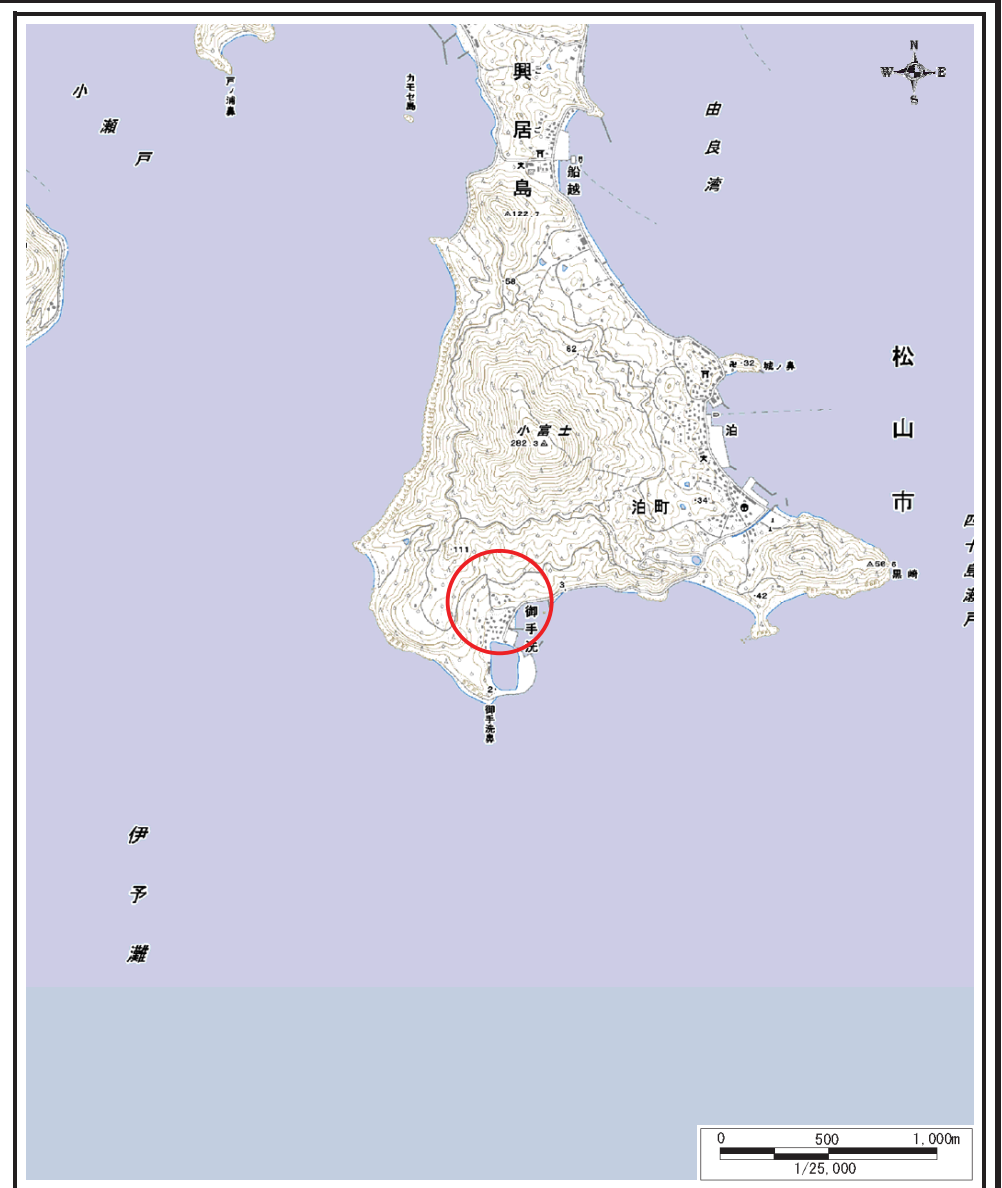 N
W E
S
小瀬戸
戸ノ浦鼻
カモセ島
興居島
ご
ご
船越
由良湾
122.7
58
62
32
城ノ鼻
松山市
小富士
282.3
泊
泊町
34
四十島瀬戸
111
56.6
黒崎
3
42
御手洗
2
御手洗鼻
伊予灘
0 500 1,000m
1/25,000